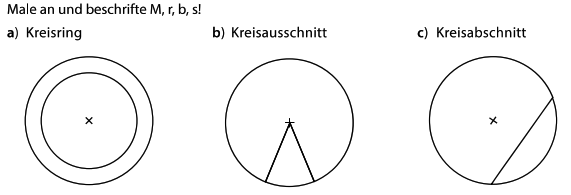 Male an und beschrifte M, r, b, s!
a) Kreisring b) Kreisausschnitt c) Kreisabschnitt